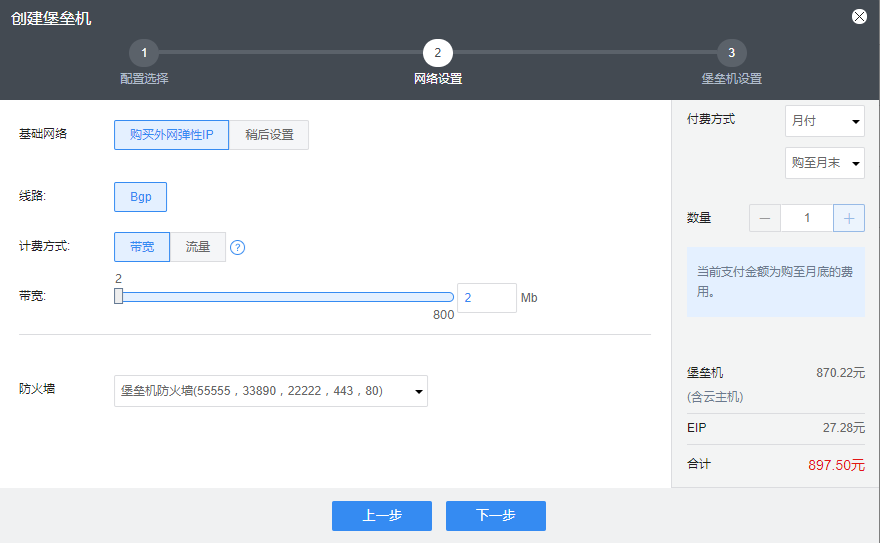 创建堡垒机
1 2 3
配置选择 网络设置 堡垒机设置
基础网络 购买外网弹性IP 稍后设置
线路: Bgp
计费方式: 带宽 流量 ?
2
带宽: 2 Mb
800
防火墙 堡垒机防火墙(55555，33890，22222，443，80)
付费方式 月付
购至月末
数量 1
当前支付金额为购至月底的费
用。
堡垒机 870.22元
(含云主机)
EIP 27.28元
合计 897.50元
上一步 下一步